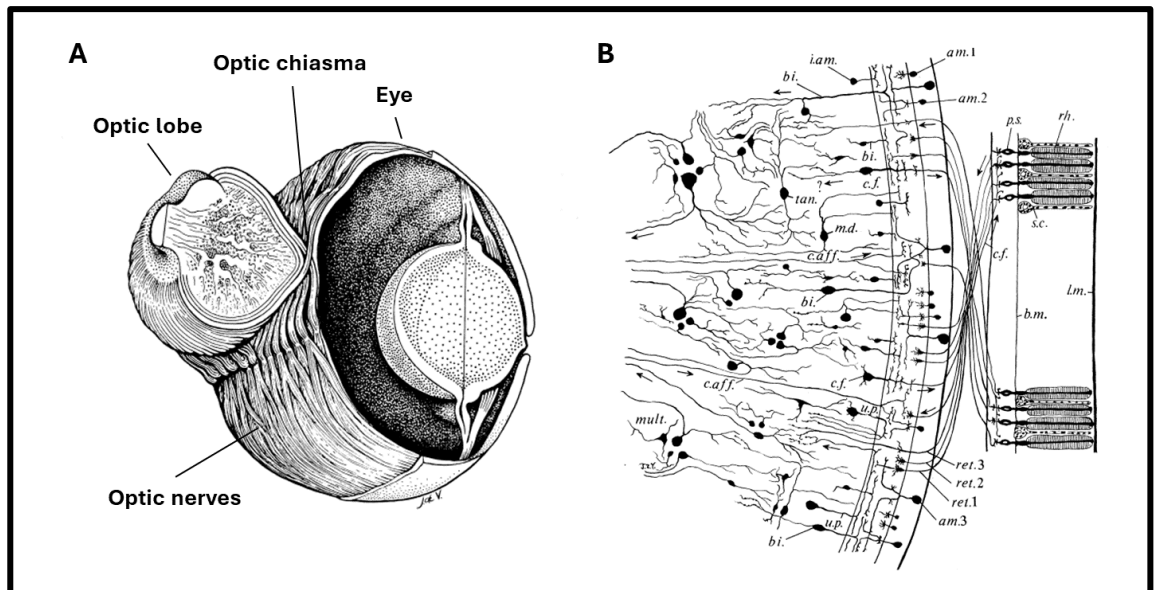 A
Optic chiasma
Eye
Optic lobe
Optic nerves
B
i.am.
am.1
bi.
am.2
p.s.
rh.
bi.
c.f.
?
tan.
s.c.
m.d.
c.aff.
c.f.
bi.
l.m.
b.m.
c.aff.
c.f.
u.p.
mult.
ret.3
ret.2
ret.1
am.3
u.p.
bi.